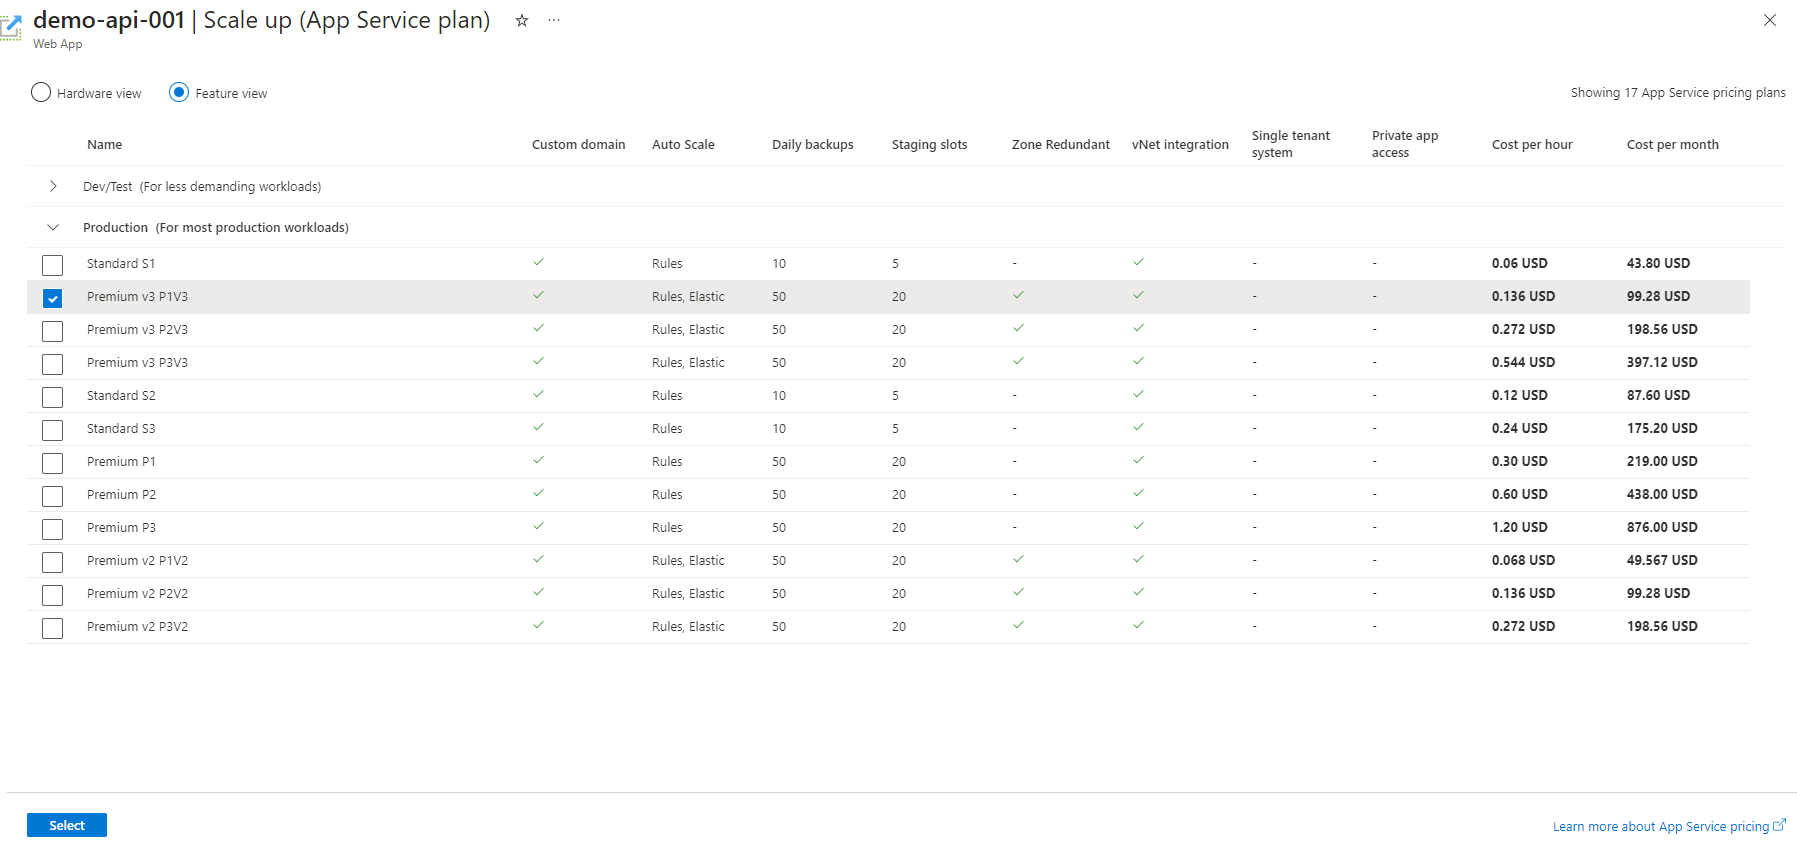 demo-api-001 | Scale up (App Service plan) ☆ ···
Web App
Hardware view Feature view Showing 17 App Service pricing plans
Name Custom domain Auto Scale Daily backups Staging slots Zone Redundant vNet integration Single tenant system Private app access Cost per hour Cost per month
Dev/Test (For less demanding workloads)
Production (For most production workloads)
Standard S1 Rules 10 5 - - - 0.06 USD 43.80 USD
Premium v3 P1V3 Rules, Elastic 50 20 - - 0.136 USD 99.28 USD
Premium v3 P2V3 Rules, Elastic 50 20 - - 0.272 USD 198.56 USD
Premium v3 P3V3 Rules, Elastic 50 20 - - 0.544 USD 397.12 USD
Standard S2 Rules 10 5 - - - 0.12 USD 87.60 USD
Standard S3 Rules 10 5 - - - 0.24 USD 175.20 USD
Premium P1 Rules 50 20 - - - 0.30 USD 219.00 USD
Premium P2 Rules 50 20 - - - 0.60 USD 438.00 USD
Premium P3 Rules 50 20 - - - 1.20 USD 876.00 USD
Premium v2 P1V2 Rules, Elastic 50 20 - - 0.068 USD 49.567 USD
Premium v2 P2V2 Rules, Elastic 50 20 - - 0.136 USD 99.28 USD
Premium v2 P3V2 Rules, Elastic 50 20 - - 0.272 USD 198.56 USD
Select
Learn more about App Service pricing